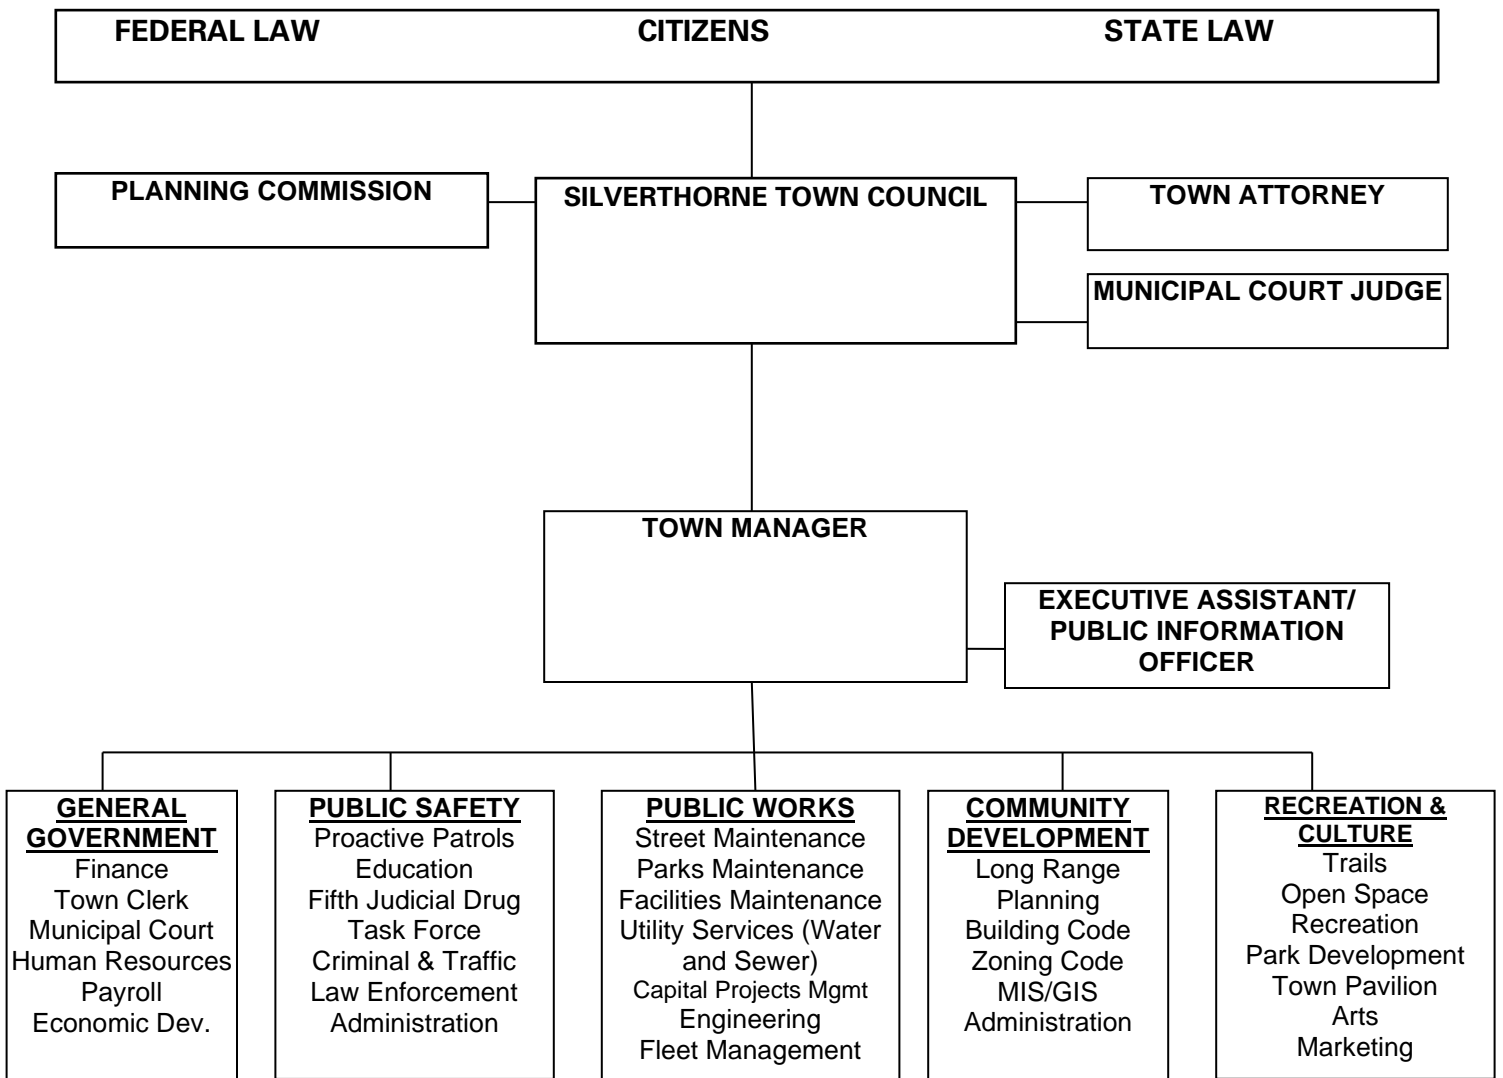 FEDERAL LAW CITIZENS STATE LAW
PLANNING COMMISSION
SILVERTHORNE TOWN COUNCIL
TOWN ATTORNEY
MUNICIPAL COURT JUDGE
TOWN MANAGER
EXECUTIVE ASSISTANT/
PUBLIC INFORMATION
OFFICER
GENERAL
GOVERNMENT
Finance
Town Clerk
Municipal Court
Human Resources
Payroll
Economic Dev.
PUBLIC SAFETY
Proactive Patrols
Education
Fifth Judicial Drug
Task Force
Criminal & Traffic
Law Enforcement
Administration
PUBLIC WORKS
Street Maintenance
Parks Maintenance
Facilities Maintenance
Utility Services (Water
and Sewer)
Capital Projects Mgmt
Engineering
Fleet Management
COMMUNITY
DEVELOPMENT
Long Range
Planning
Building Code
Zoning Code
MIS/GIS
Administration
RECREATION &
CULTURE
Trails
Open Space
Recreation
Park Development
Town Pavilion
Arts
Marketing